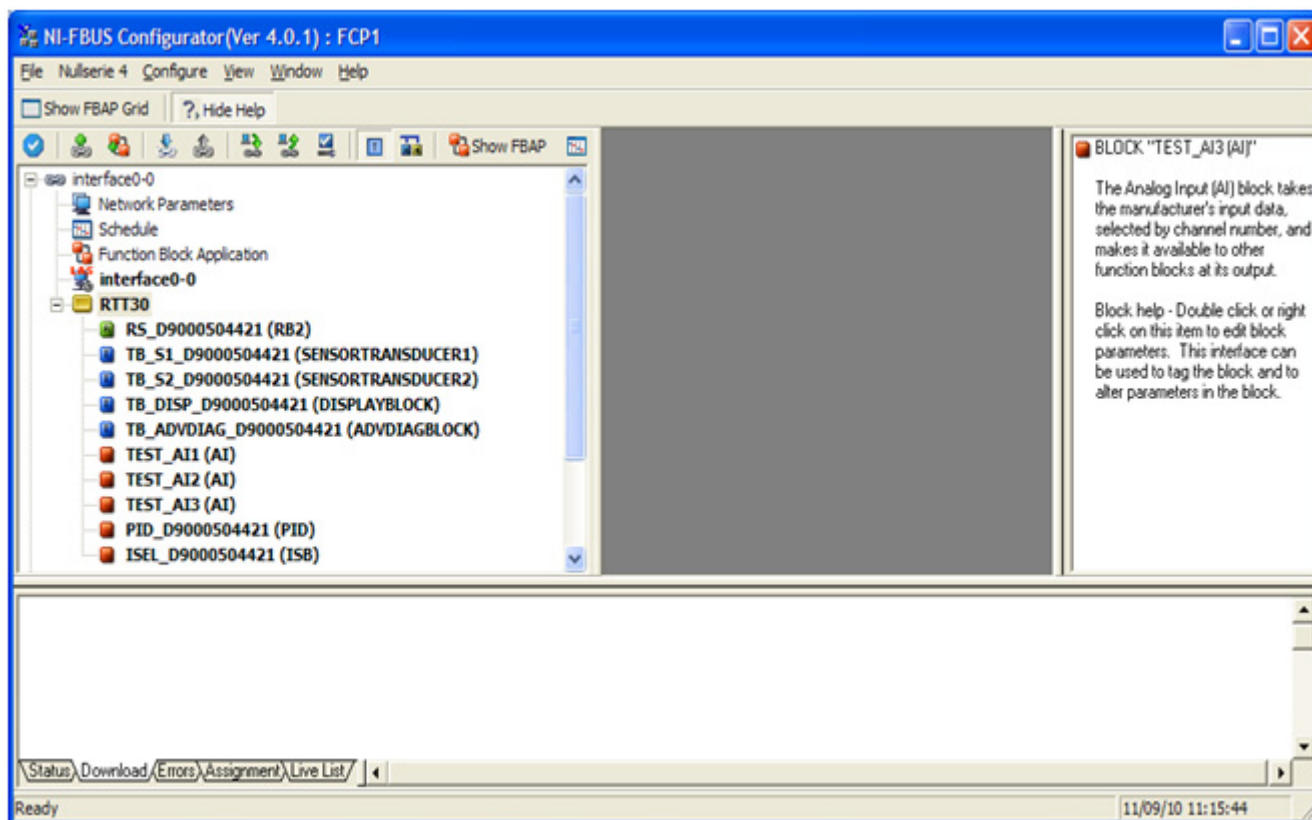 NI-FBUS Configurator(Ver 4.0.1) : FCP1
File Nullserie 4 Configure View Window Help
Show FBAP Grid ?, Hide Help
Show FBAP
interface0-0
Network Parameters
Schedule
Function Block Application
interface0-0
RTT30
RS_D9000504421 (RB2)
TB_S1_D9000504421 (SENSORTRANSDUCER1)
TB_S2_D9000504421 (SENSORTRANSDUCER2)
TB_DISP_D9000504421 (DISPLAYBLOCK)
TB_ADVDIAG_D9000504421 (ADVDIAGBLOCK)
TEST_AI1 (AI)
TEST_AI2 (AI)
TEST_AI3 (AI)
PID_D9000504421 (PID)
ISEL_D9000504421 (ISB)
BLOCK "TEST_AI3 (AI)"
The Analog Input (AI) block takes
the manufacturer's input data,
selected by channel number, and
makes it available to other
function blocks at its output.
Block help - Double click or right
click on this item to edit block
parameters. This interface can
be used to tag the block and to
alter parameters in the block.
Status Download Errors Assignment Live List
Ready 11/09/10 11:15:44